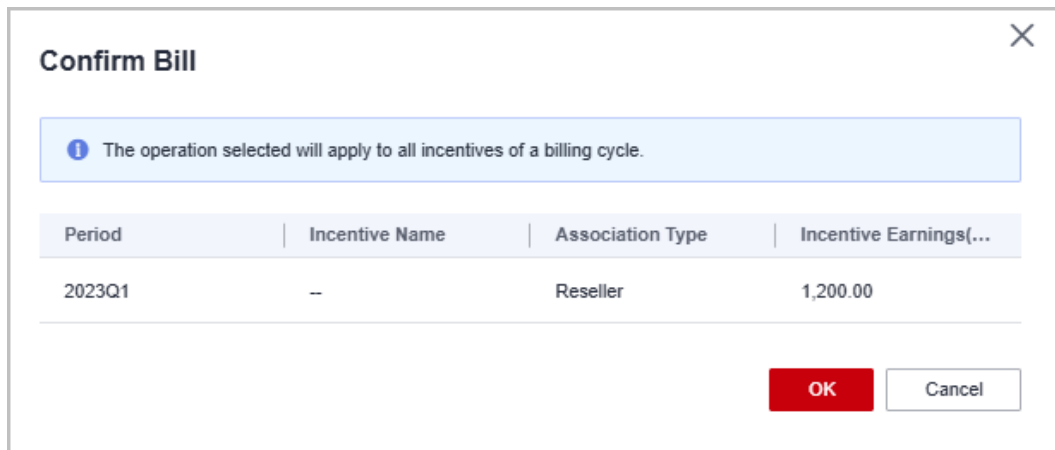 Confirm Bill
The operation selected will apply to all incentives of a billing cycle.
Period Incentive Name Association Type Incentive Earnings(...
2023Q1 -- Reseller 1,200.00
OK Cancel